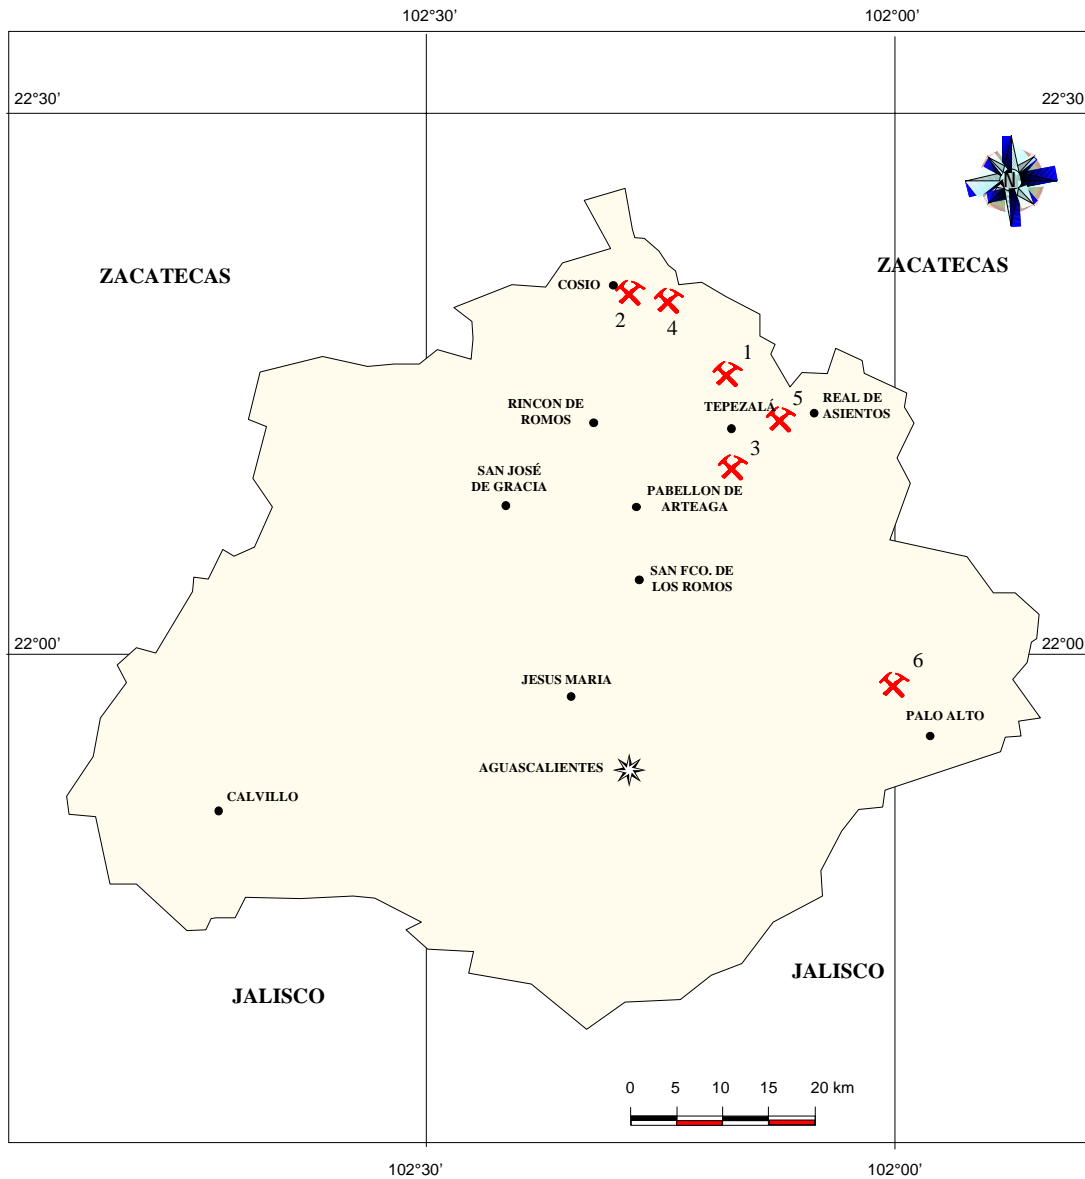 102°30'
102°00'
22°30'
22°30
N
ZACATECAS
ZACATECAS
COSIO
2
4
1
RINCON DE
ROMOS
TEPEZALÁ
5
REAL DE
ASIENTOS
3
SAN JOSÉ
DE GRACIA
PABELLON DE
ARTEAGA
SAN FCO. DE
LOS ROMOS
22°00'
22°00
6
JESUS MARIA
PALO ALTO
AGUASCALIENTES
CALVILLO
JALISCO
JALISCO
0 5 10 15 20 km
102°30'
102°00'